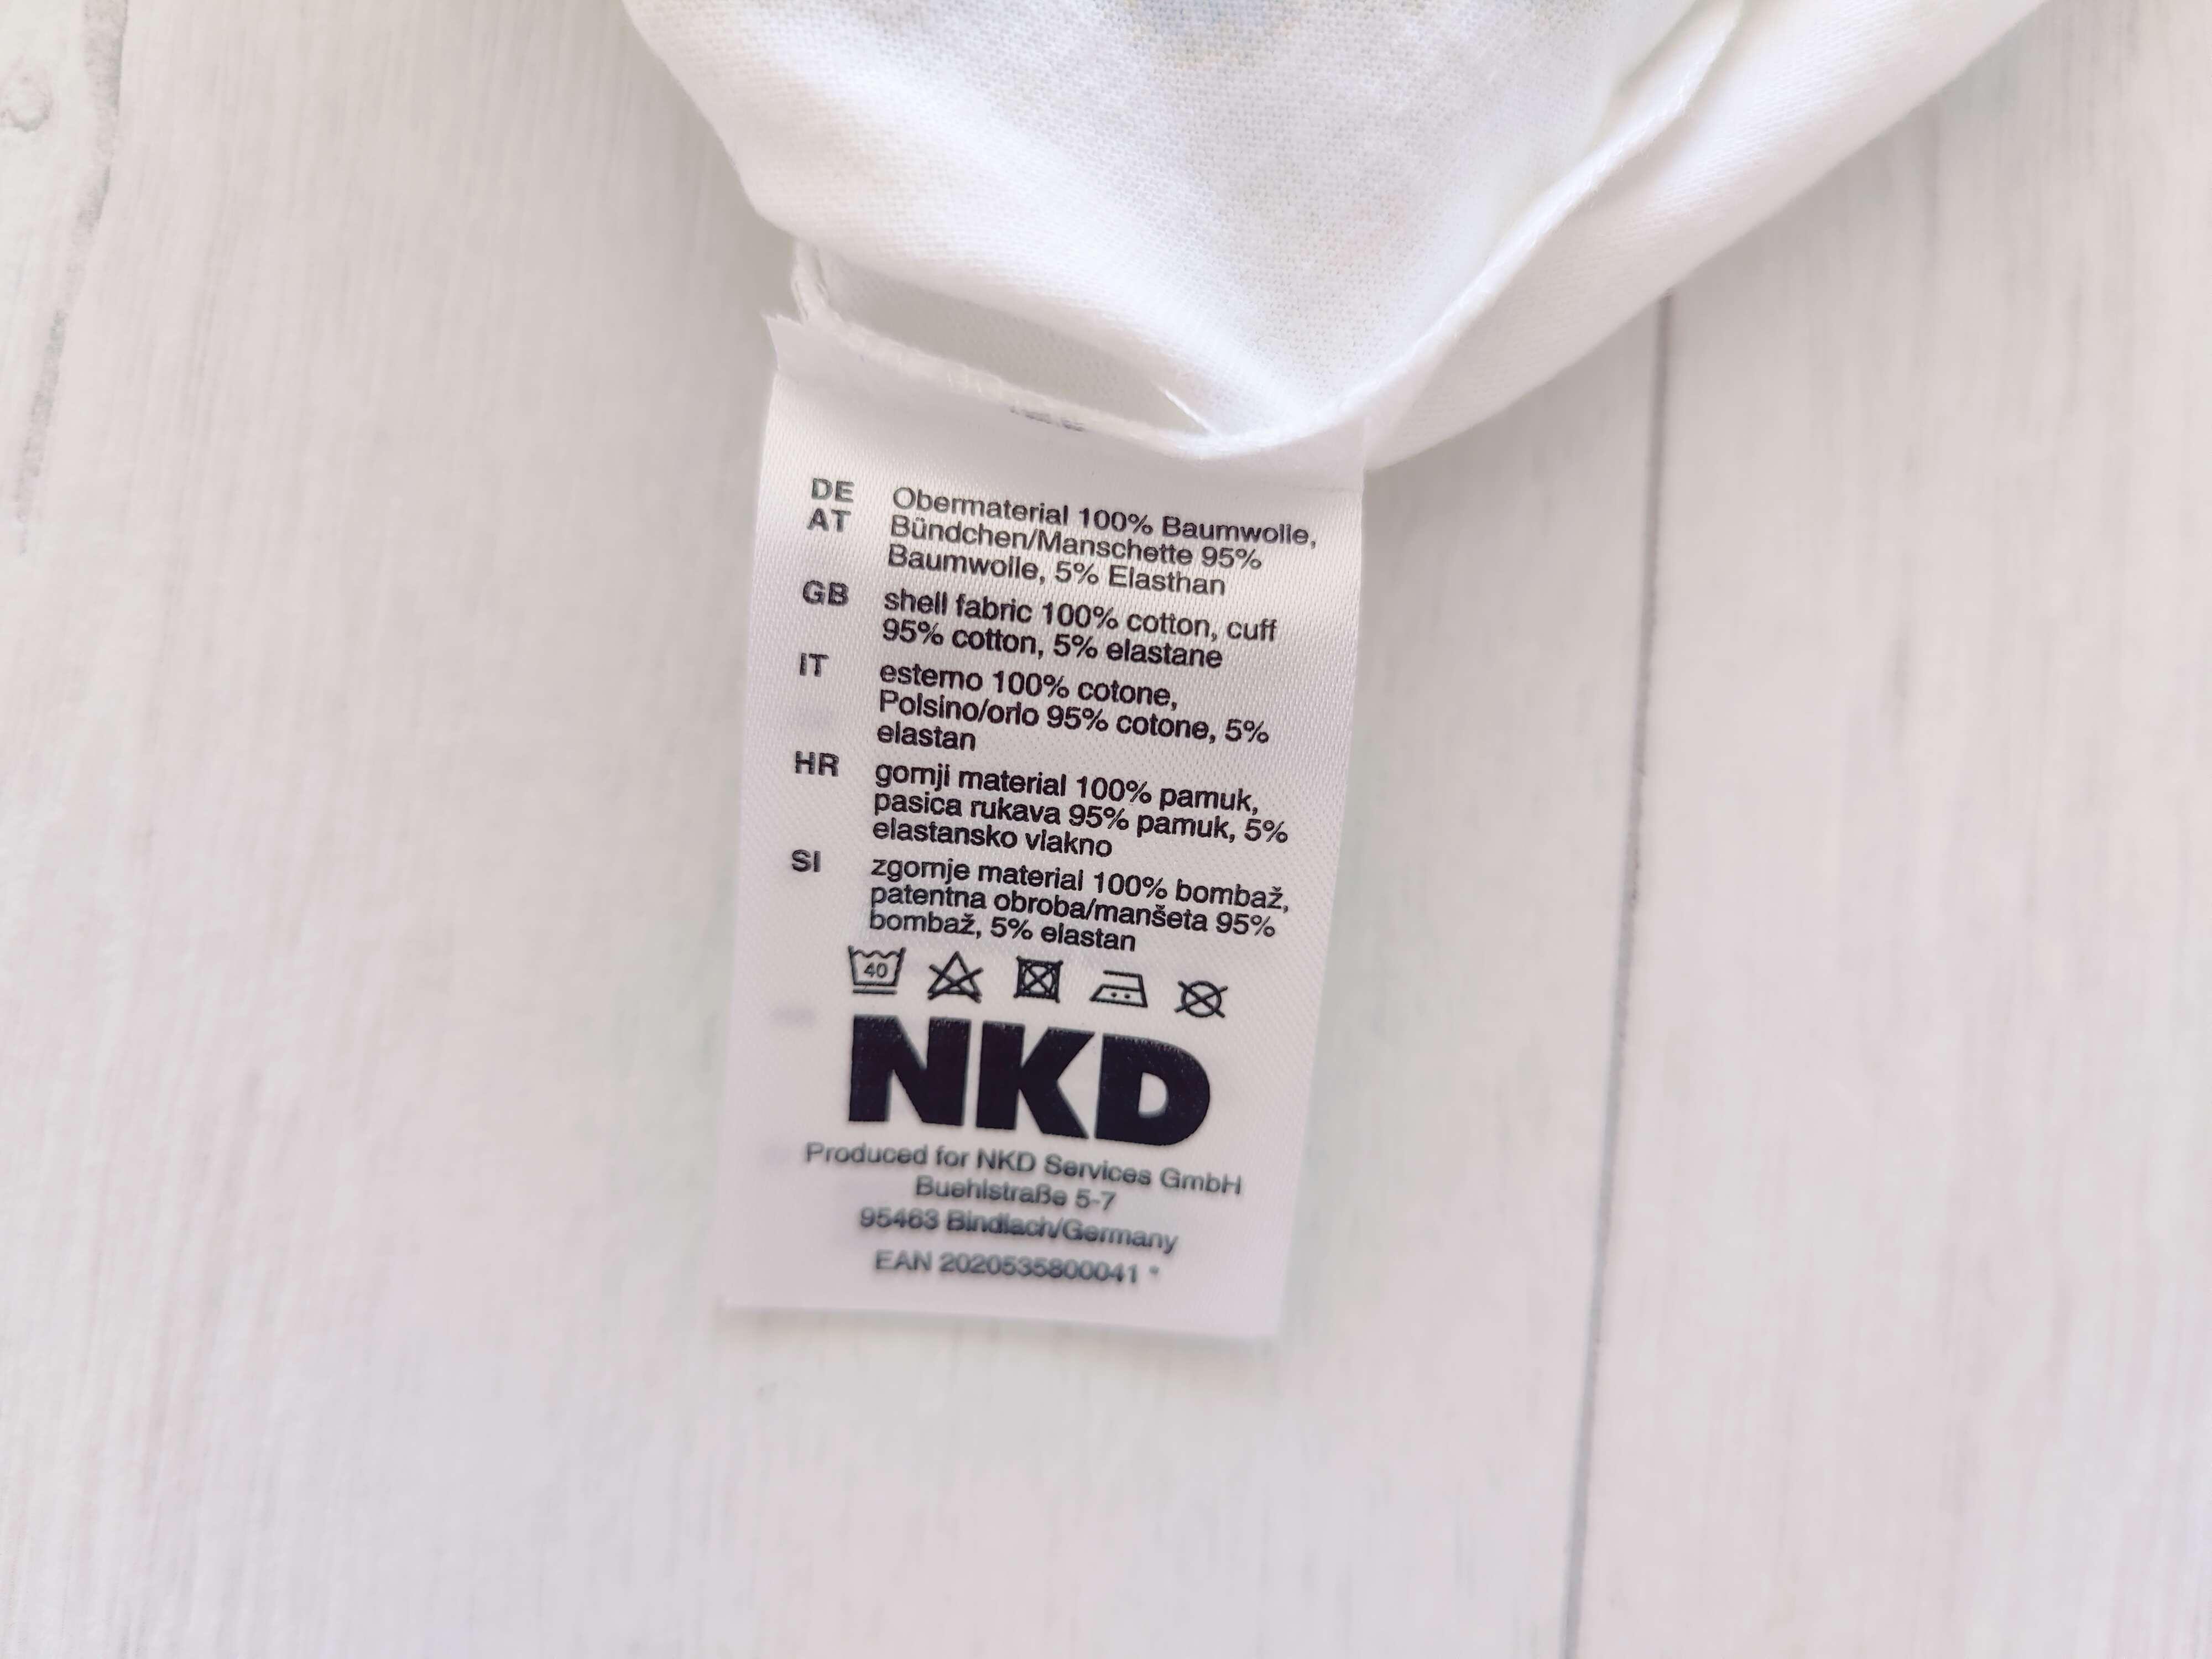 DE Obermaterial 100% Baumwolle,
AT Bündchen/Manschette 95%
Baumwolle, 5% Elasthan
GB shell fabric 100% cotton, cuff
95% cotton, 5% elastane
IT esterno 100% cotone,
Polsino/orlo 95% cotone, 5%
elastan
HR gornji material 100% pamuk,
pasica rukava 95% pamuk, 5%
elastansko vlakno
SI zgornje material 100% bombaž,
patentna obroba/manšeta 95%
bombaž, 5% elastan
40
NKD
Produced for NKD Services GmbH
Buehlstraße 5-7
95463 Bindlach/Germany
EAN 2020535800041 *